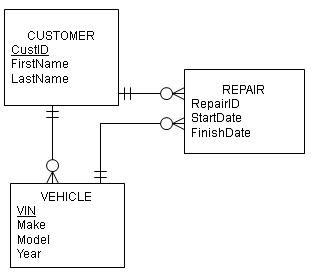 CUSTOMER
CustID
FirstName
LastName
REPAIR
RepairID
StartDate
FinishDate
VEHICLE
VIN
Make
Model
Year